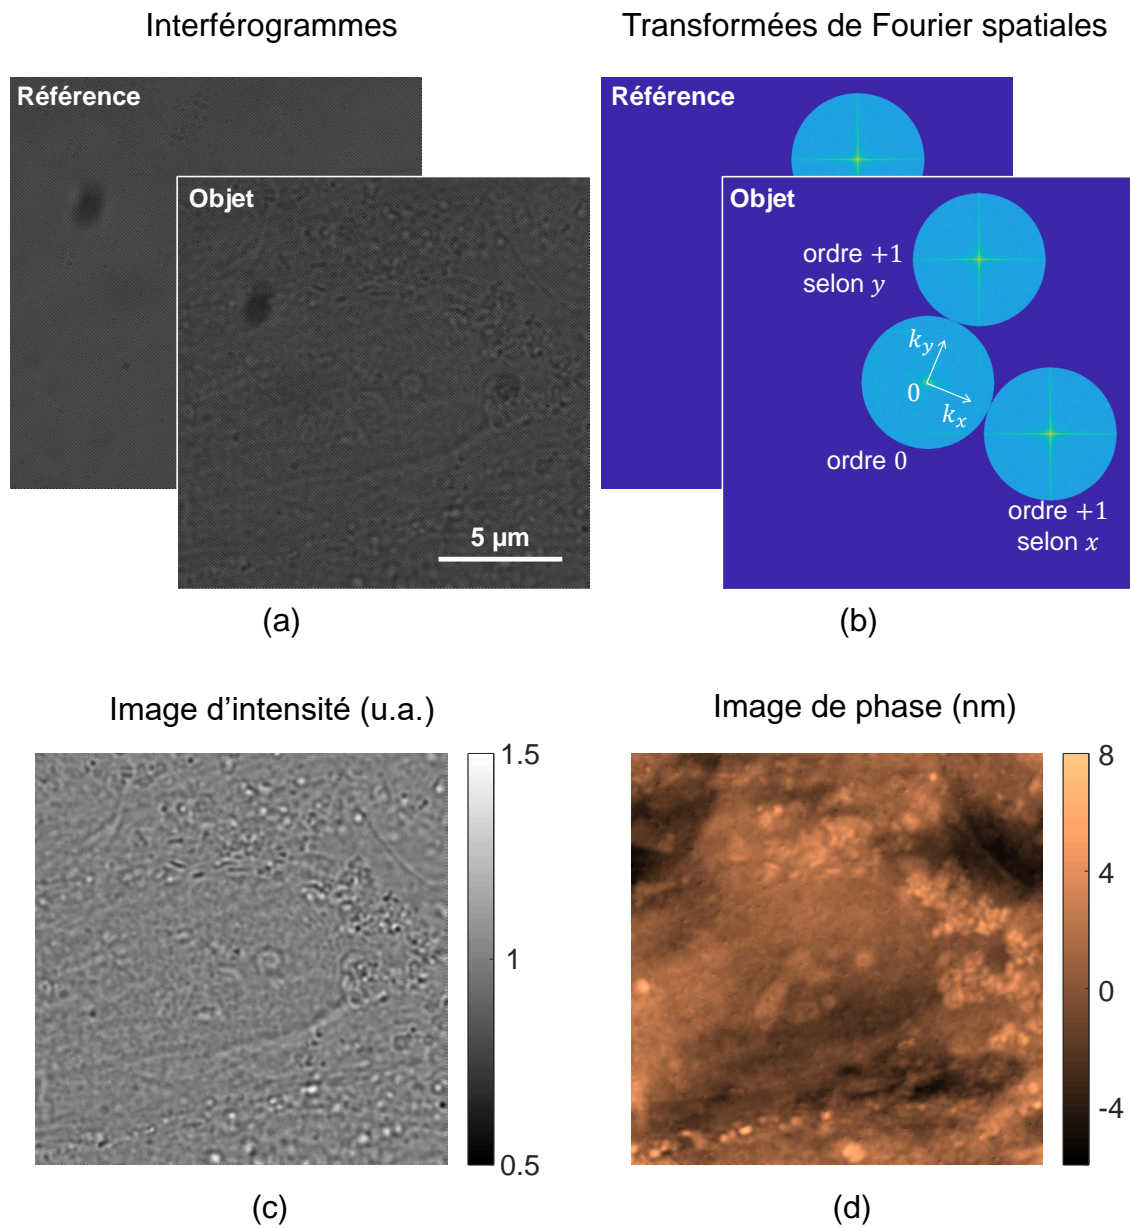 Interférogrammes
Transformées de Fourier spatiales
Référence
Objet
5 µm
(a)
Référence
Objet
ordre +1
selon y
k_y
0
k_x
ordre 0
ordre +1
selon x
(b)
Image d'intensité (u.a.)
1.5
1
0.5
(c)
Image de phase (nm)
8
4
0
-4
(d)